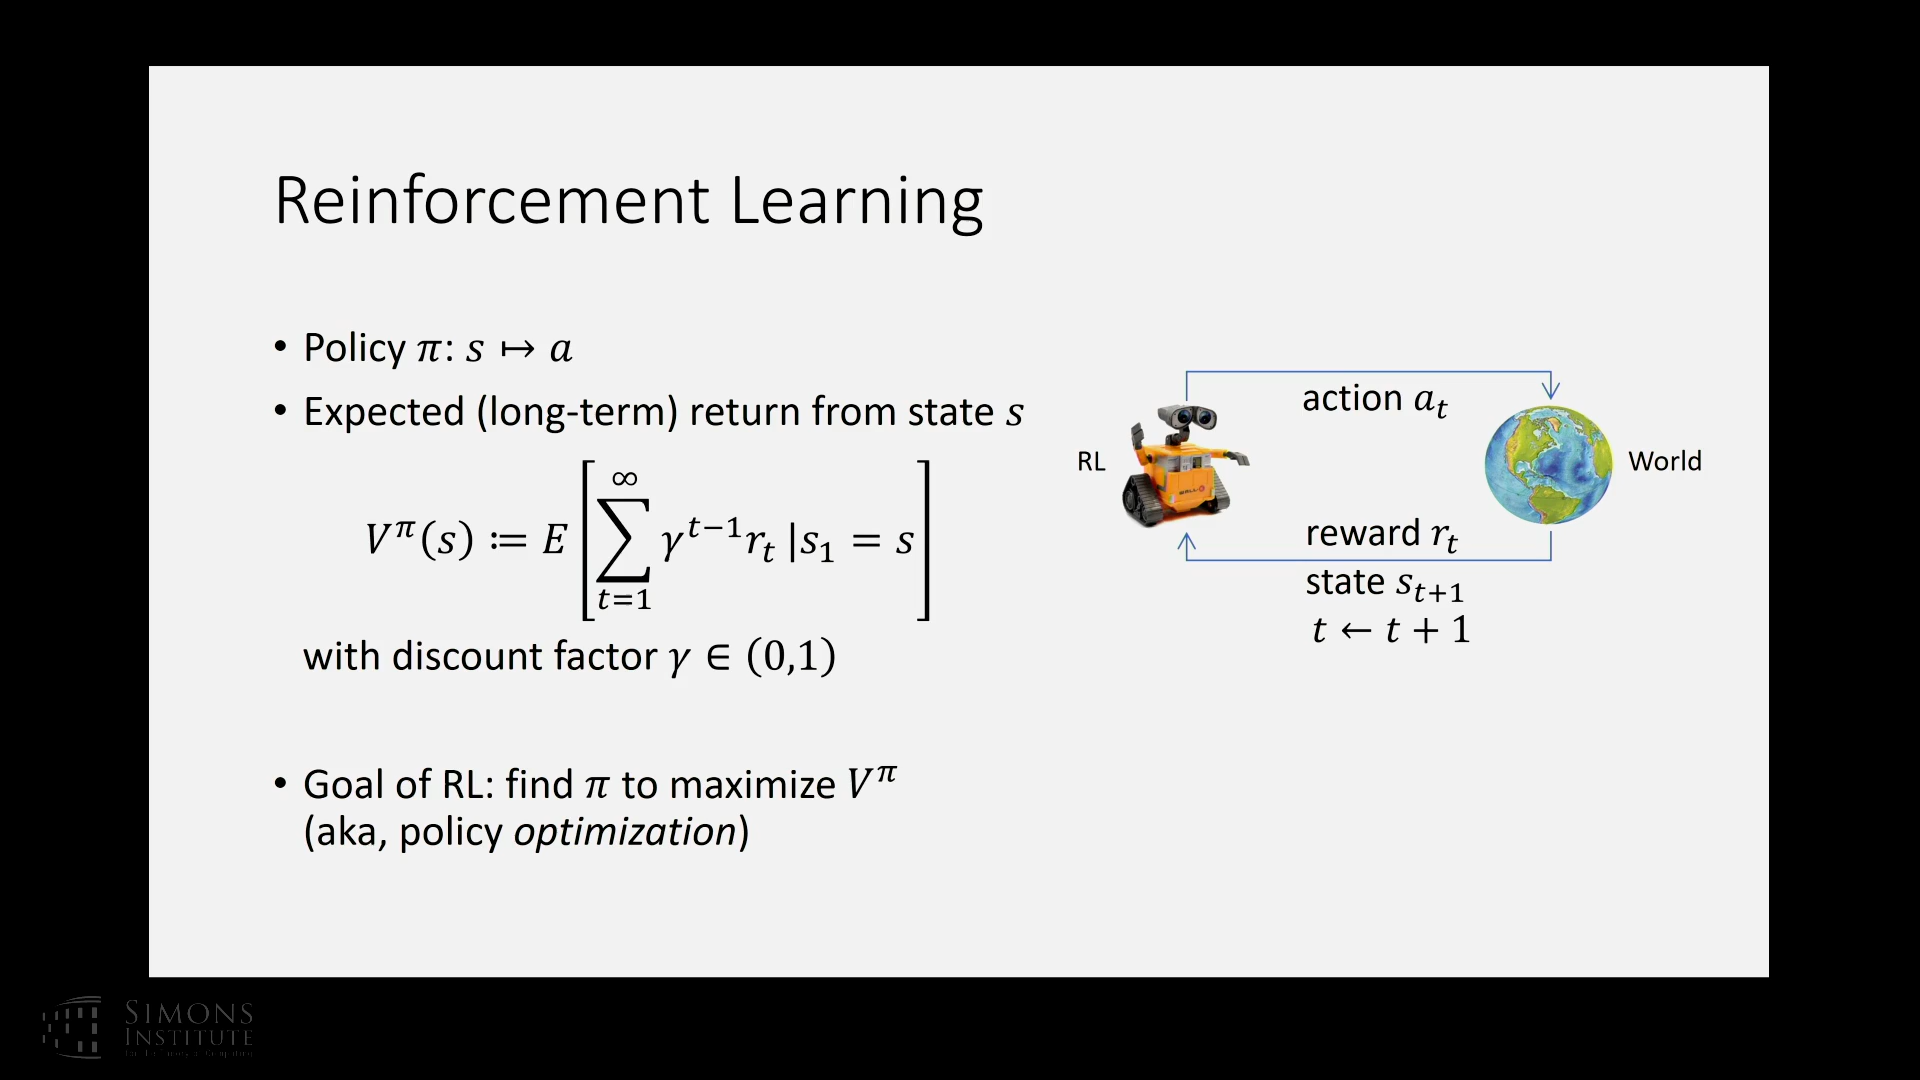 Reinforcement Learning
• Policy π: s ↦ a
• Expected (long-term) return from state s
V^π(s) ≔ E[∑_{t=1}^{∞} γ^{t−1} r_t | s_1 = s]
with discount factor γ ∈ (0,1)
• Goal of RL: find π to maximize V^π
(aka, policy optimization)
action a_t
RL
World
reward r_t
state s_{t+1}
t ← t + 1
SIMONS
INSTITUTE